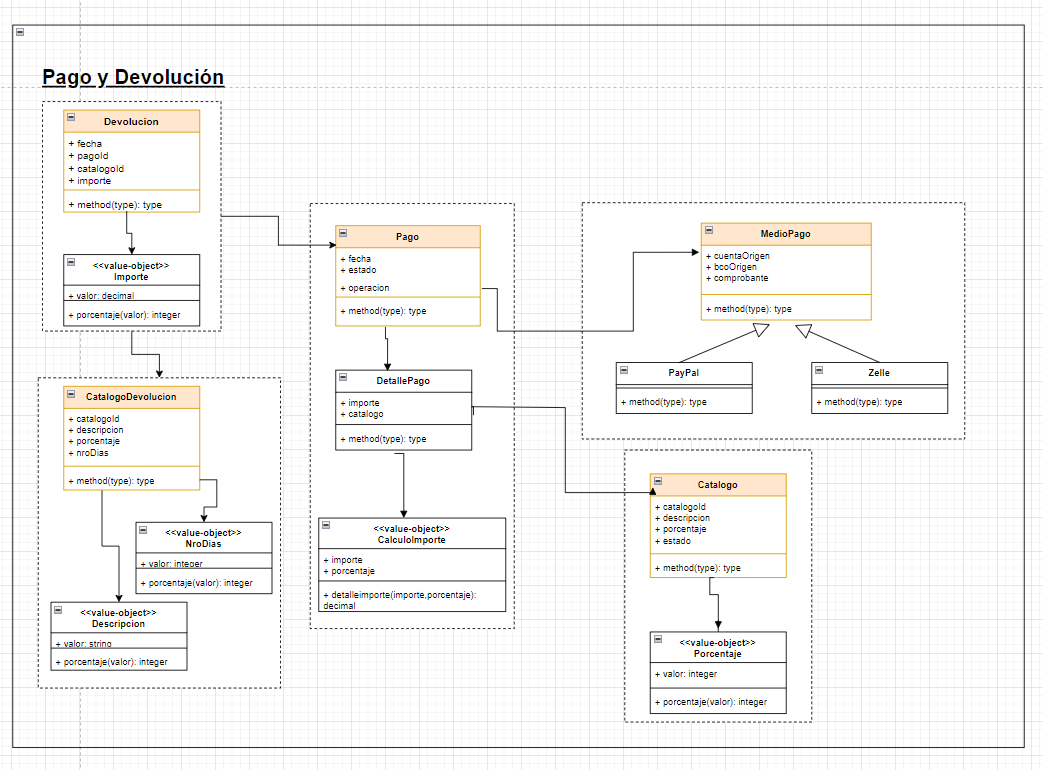 Pago y Devolución
Devolucion
+ fecha
+ pagoId
+ catalogoId
+ importe
+ method(type): type
<<value-object>>
Importe
+ valor: decimal
+ porcentaje(valor): integer
CatalogoDevolucion
+ catalogoId
+ descripcion
+ porcentaje
+ nroDias
+ method(type): type
<<value-object>>
NroDias
+ valor: integer
+ porcentaje(valor): integer
<<value-object>>
Descripcion
+ valor: string
+ porcentaje(valor): integer
Pago
+ fecha
+ estado
+ operacion
+ method(type): type
DetallePago
+ importe
+ catalogo
+ method(type): type
<<value-object>>
CalculoImporte
+ importe
+ porcentaje
+ detalleimporte(importe,porcentaje):
decimal
MedioPago
+ cuentaOrigen
+ bcoOrigen
+ comprobante
+ method(type): type
PayPal
+ method(type): type
Zelle
+ method(type): type
Catalogo
+ catalogoId
+ descripcion
+ porcentaje
+ estado
+ method(type): type
<<value-object>>
Porcentaje
+ valor: integer
+ porcentaje(valor): integer